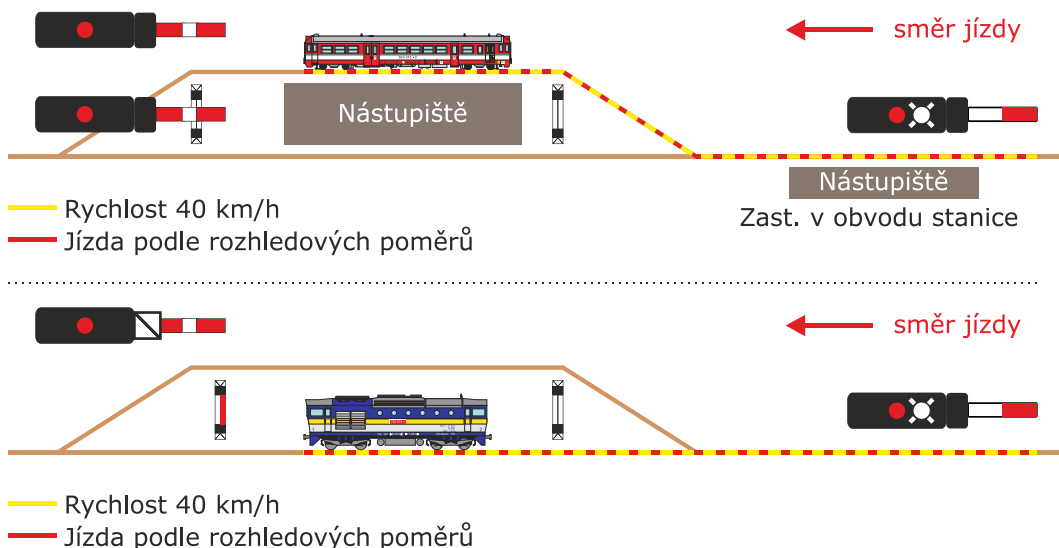 směr jízdy
Nástupiště
Nástupiště
Rychlost 40 km/h
Zast. v obvodu stanice
Jízda podle rozhledových poměrů
směr jízdy
Rychlost 40 km/h
Jízda podle rozhledových poměrů